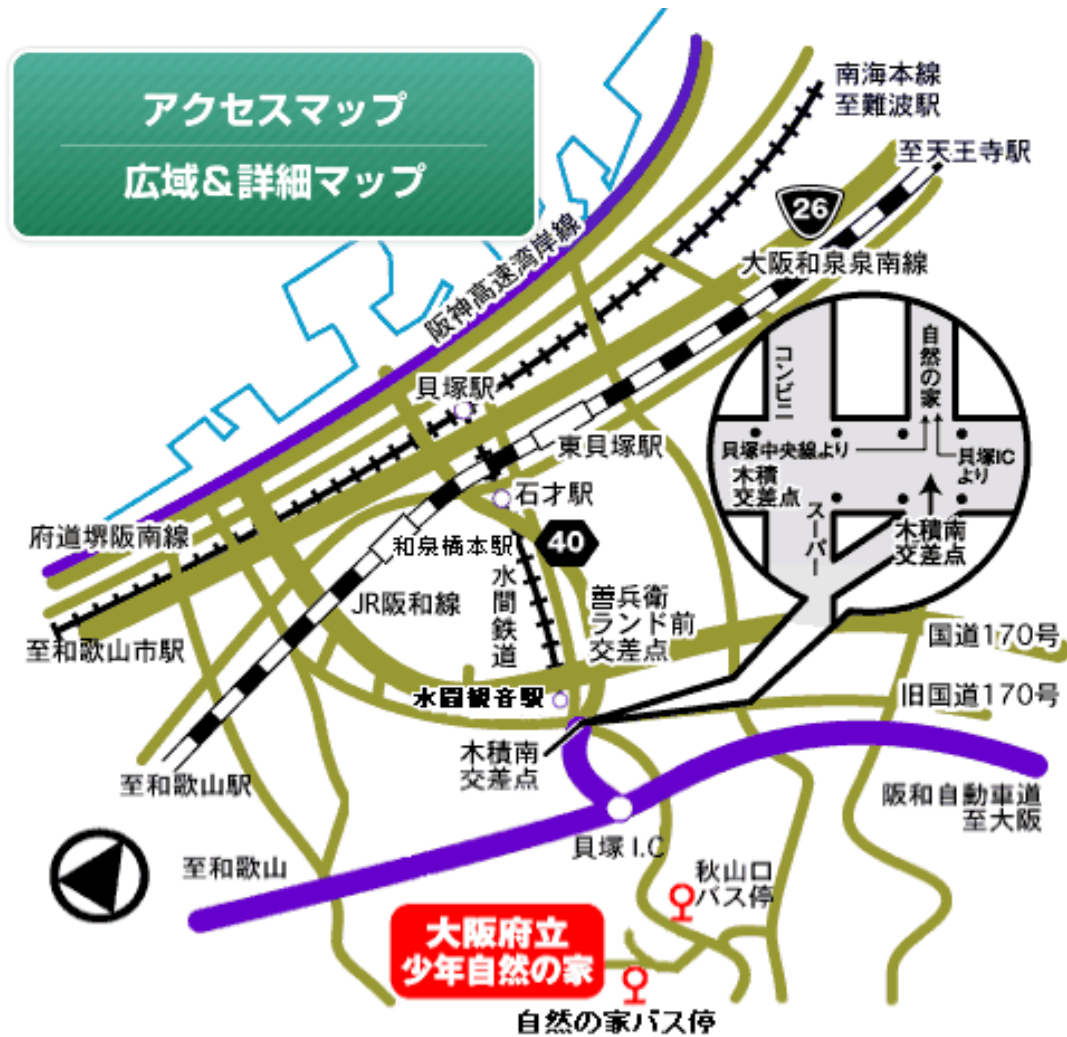 アクセスマップ
広域&詳細マップ
南海本線
至難波駅
至天王寺駅
26
大阪和泉泉南線
阪神高速湾岸線
貝塚駅
東貝塚駅
石才駅
府道堺阪南線
和泉橋本駅
40
JR阪和線
水間鉄道
善兵衛
ランド前
交差点
至和歌山市駅
水間観音駅
国道170号
旧国道170号
木積南
交差点
至和歌山駅
阪和自動車道
至大阪
貝塚I.C
至和歌山
秋山口
バス停
大阪府立
少年自然の家
自然の家バス停
コンビニ
自然の家
貝塚中央線より
貝塚IC
より
木積
交差点
スーパー
木積南
交差点